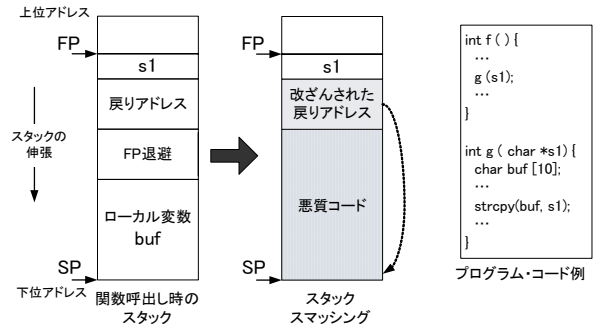 上位アドレス
FP
s1
戻りアドレス
FP退避
ローカル変数
buf
SP
下位アドレス
スタックの
伸張
関数呼出し時の
スタック
FP
s1
改ざんされた
戻りアドレス
悪質コード
SP
スタック
スマッシング
int f ( ) {
…
g (s1);
…
}
int g ( char *s1) {
char buf [10];
…
strcpy(buf, s1);
…
}
プログラム・コード例